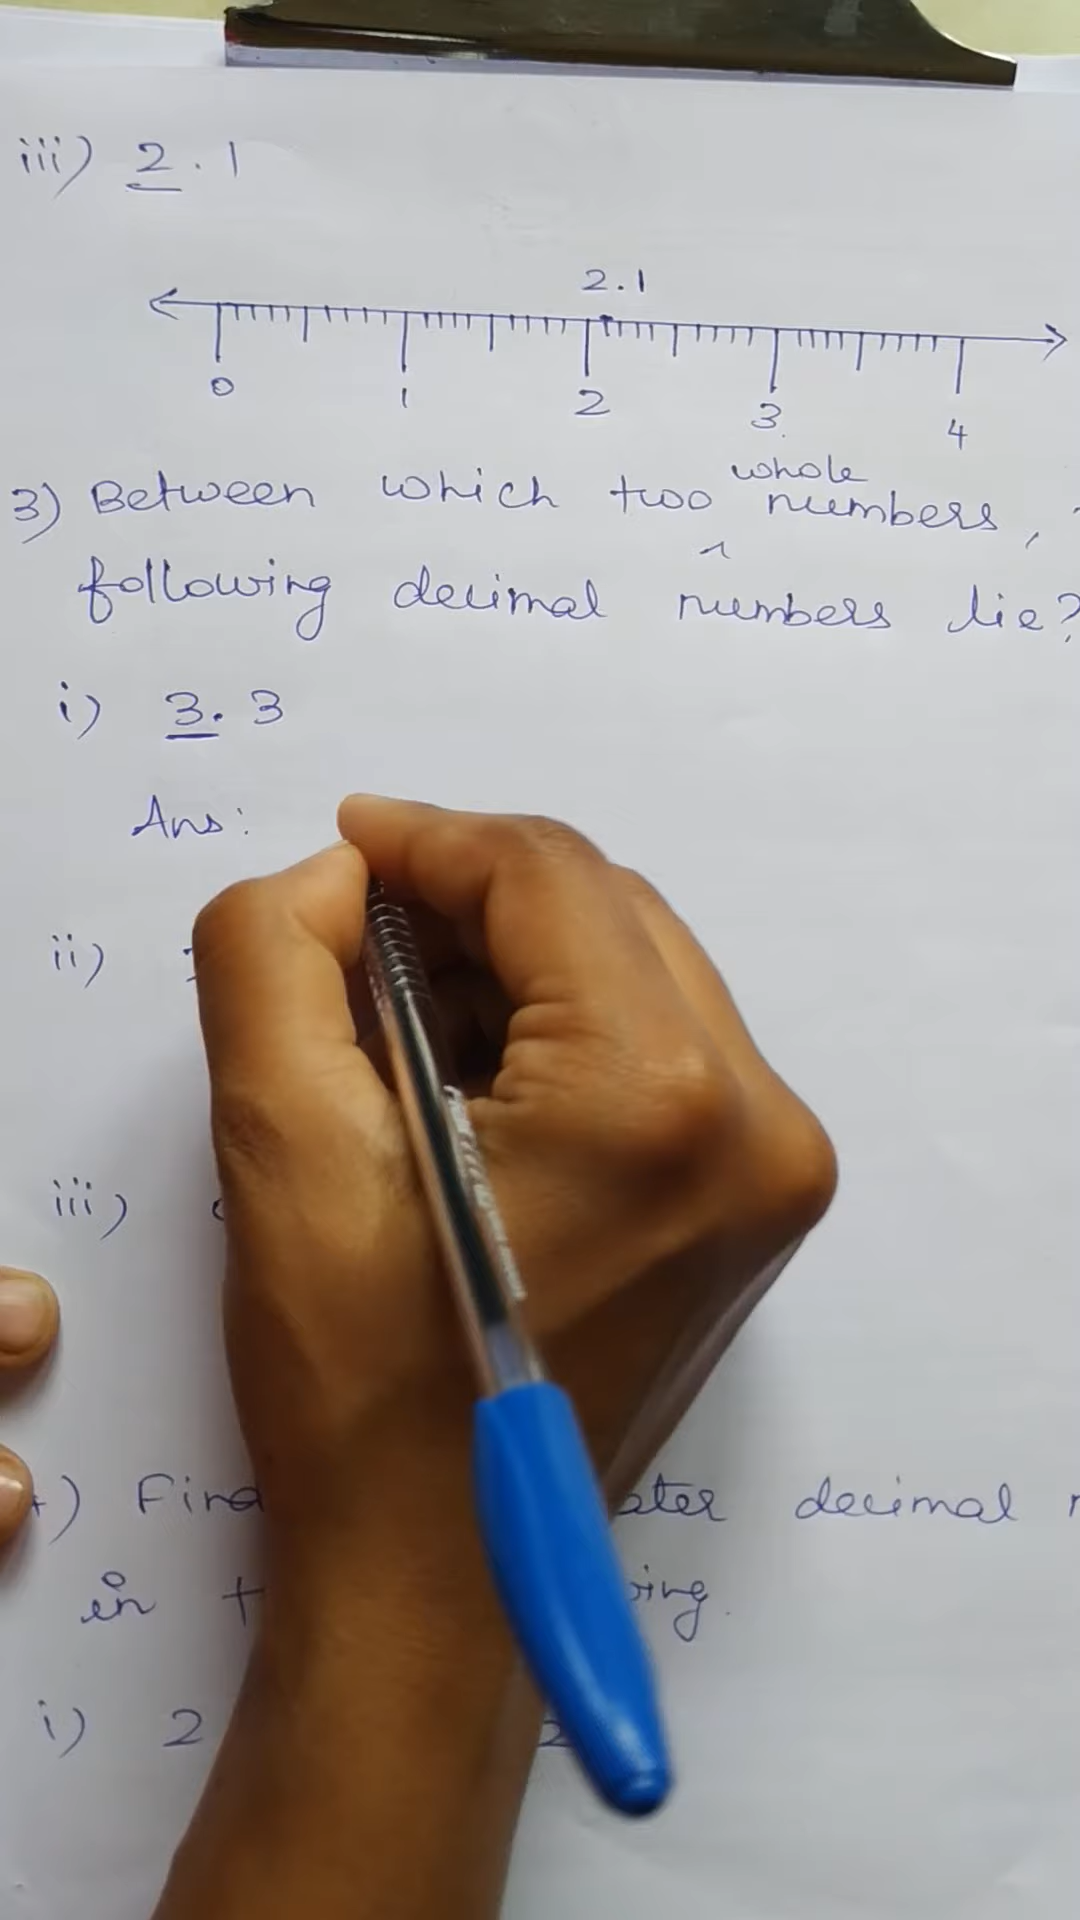 iii) 2.1
2.1
0 1 2 3 4
whole
3) Between which two numbers,
following decimal numbers lie?
i) 3.3
Ans:
ii)
iii)
) Find decimal
in
i) 2